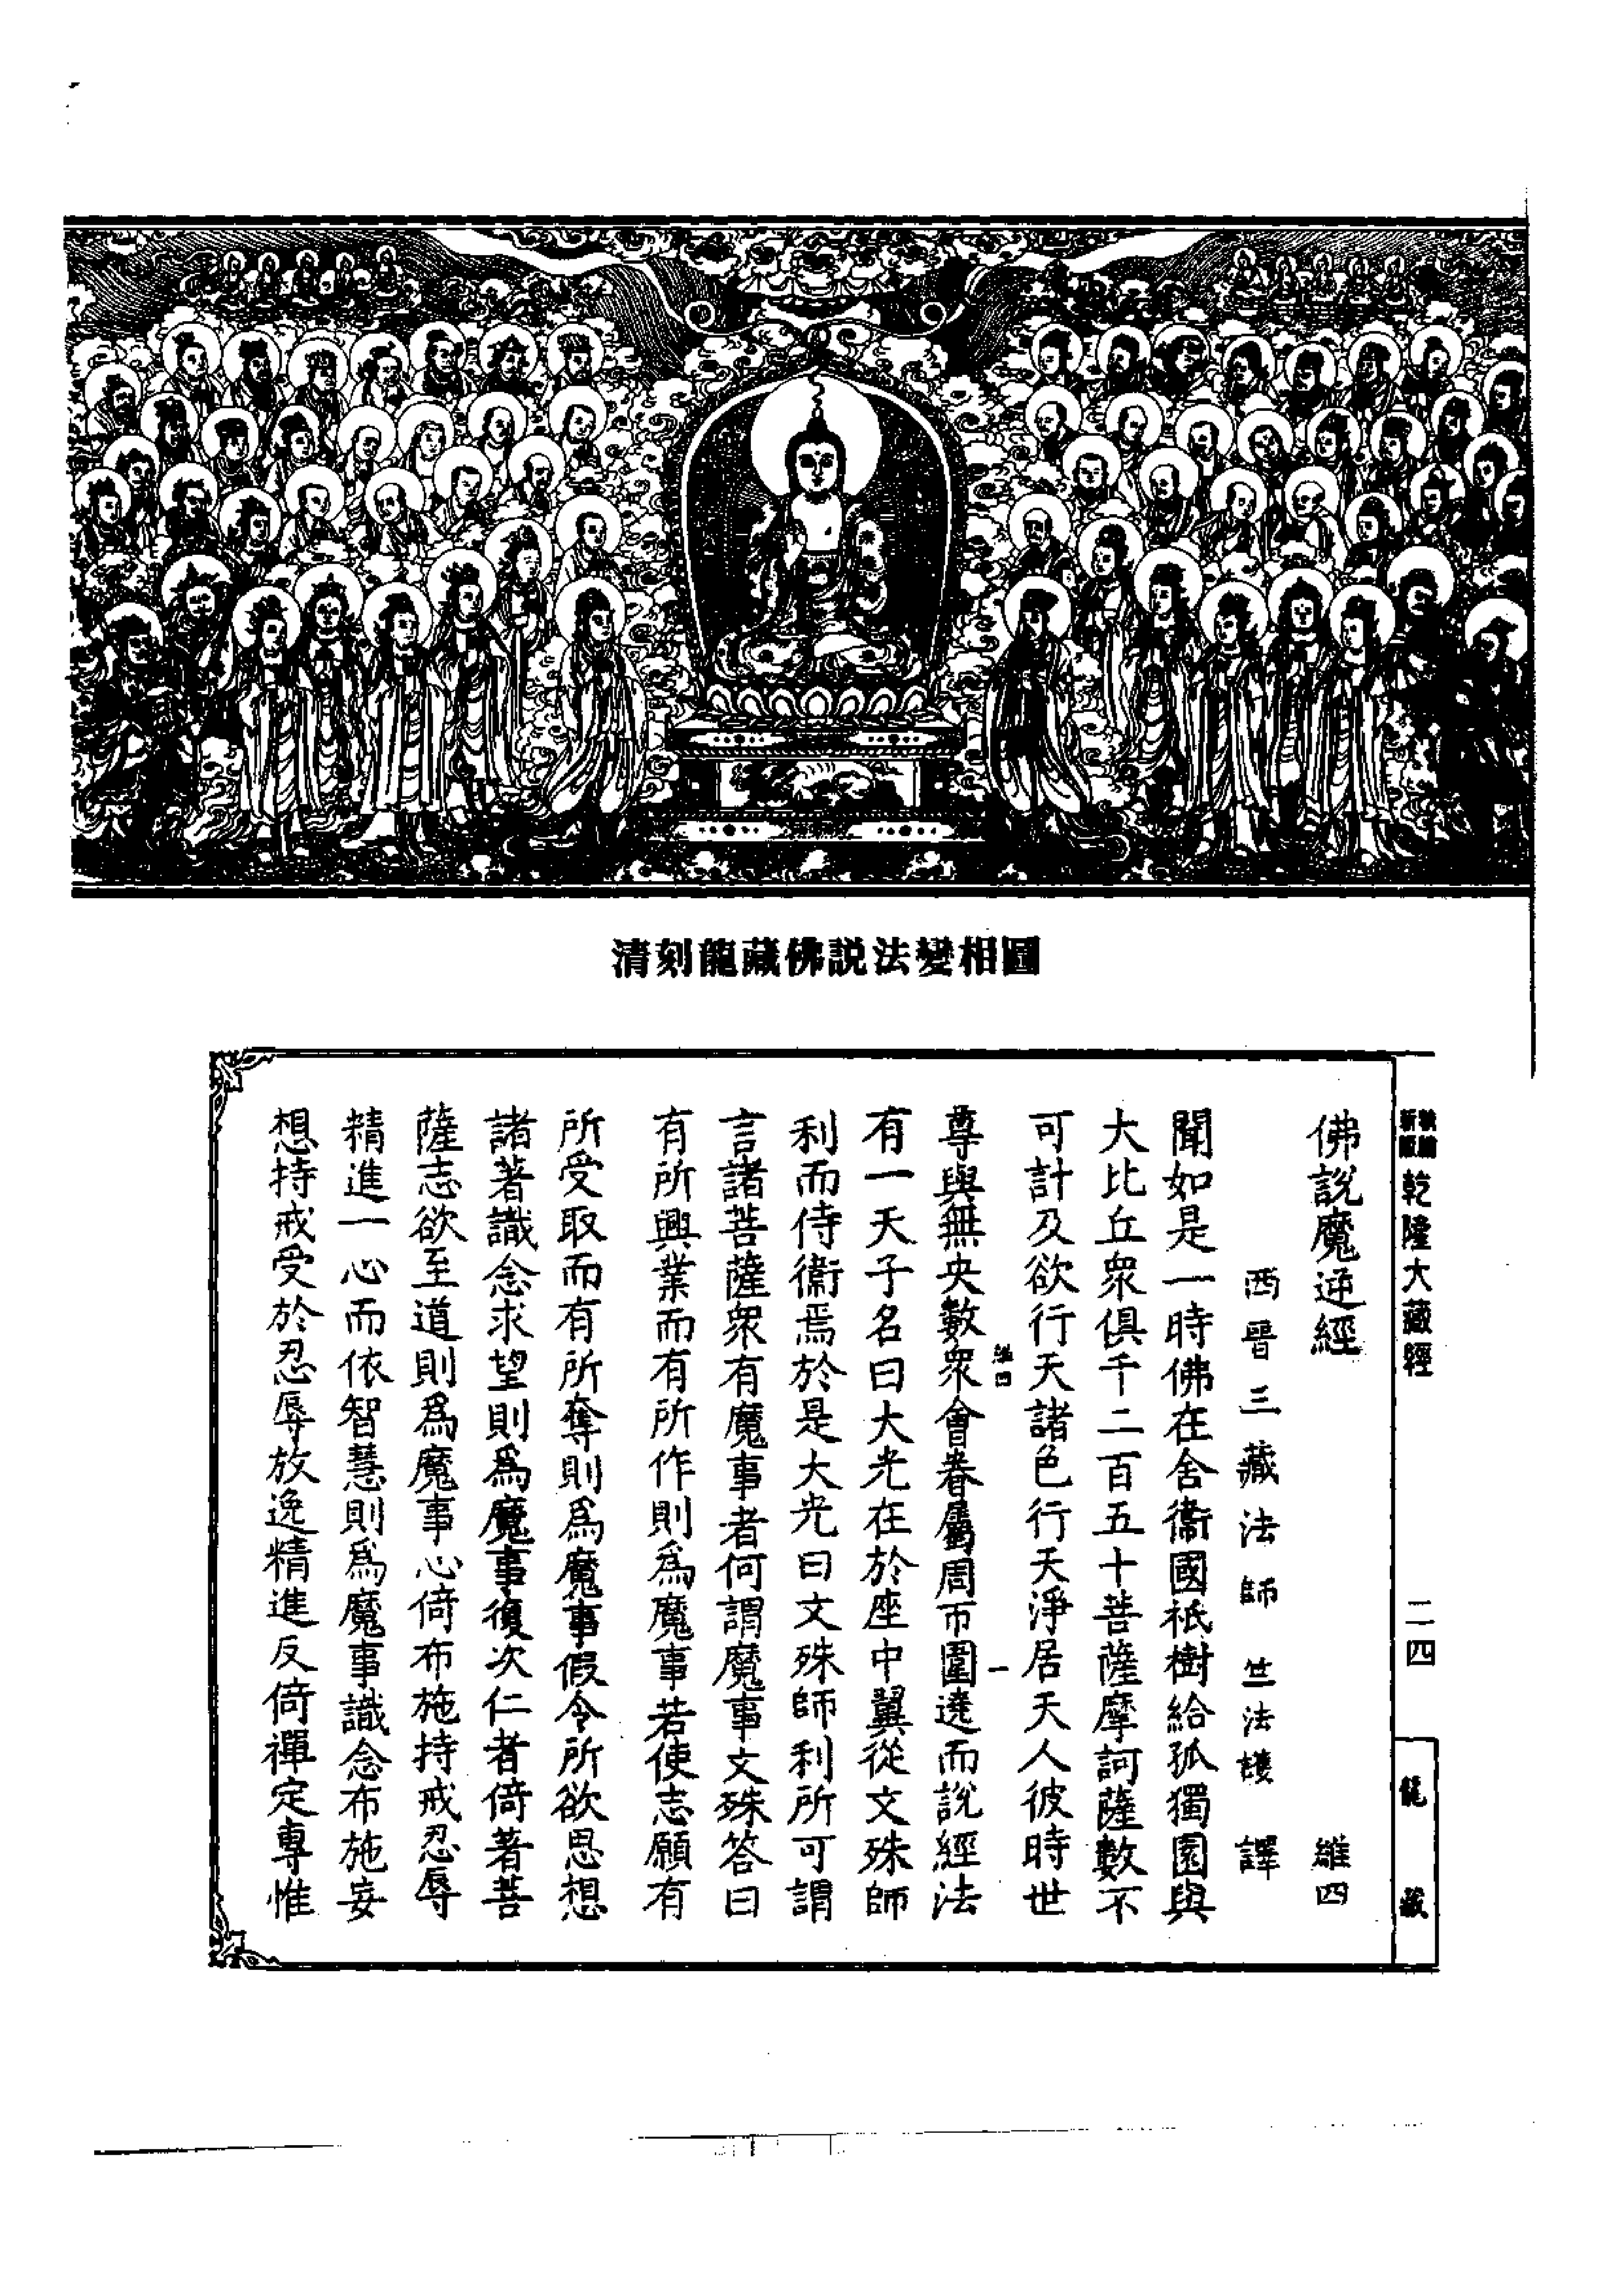 清刻龍藏佛説法變相圖
新編
新版
乾隆大藏經
二四
龍藏
佛說魔逆經
維四
西晉三藏法師竺法護譯
聞如是一時佛在舍衞國祇樹給孤獨園與
大比丘衆俱千二百五十菩薩摩訶薩數不
可計及欲行天諸色行天淨居天人彼時世
維四
一
尊與無央數衆會眷屬周帀圍遶而說經法
有一天子名曰大光在於座中翼從文殊師
利而侍衞焉於是大光曰文殊師利所可謂
言諸菩薩衆有魔事者何謂魔事文殊答曰
有所興業而有所作則爲魔事若使志願有
所受取而有所奪則爲魔事假令所欲思想
諸著識念求望則爲魔事復次仁者倚著菩
薩志欲至道則爲魔事心倚布施持戒忍辱
精進一心而依智慧則爲魔事識念布施妄
想持戒受於忍辱放逸精進反倚禪定專惟